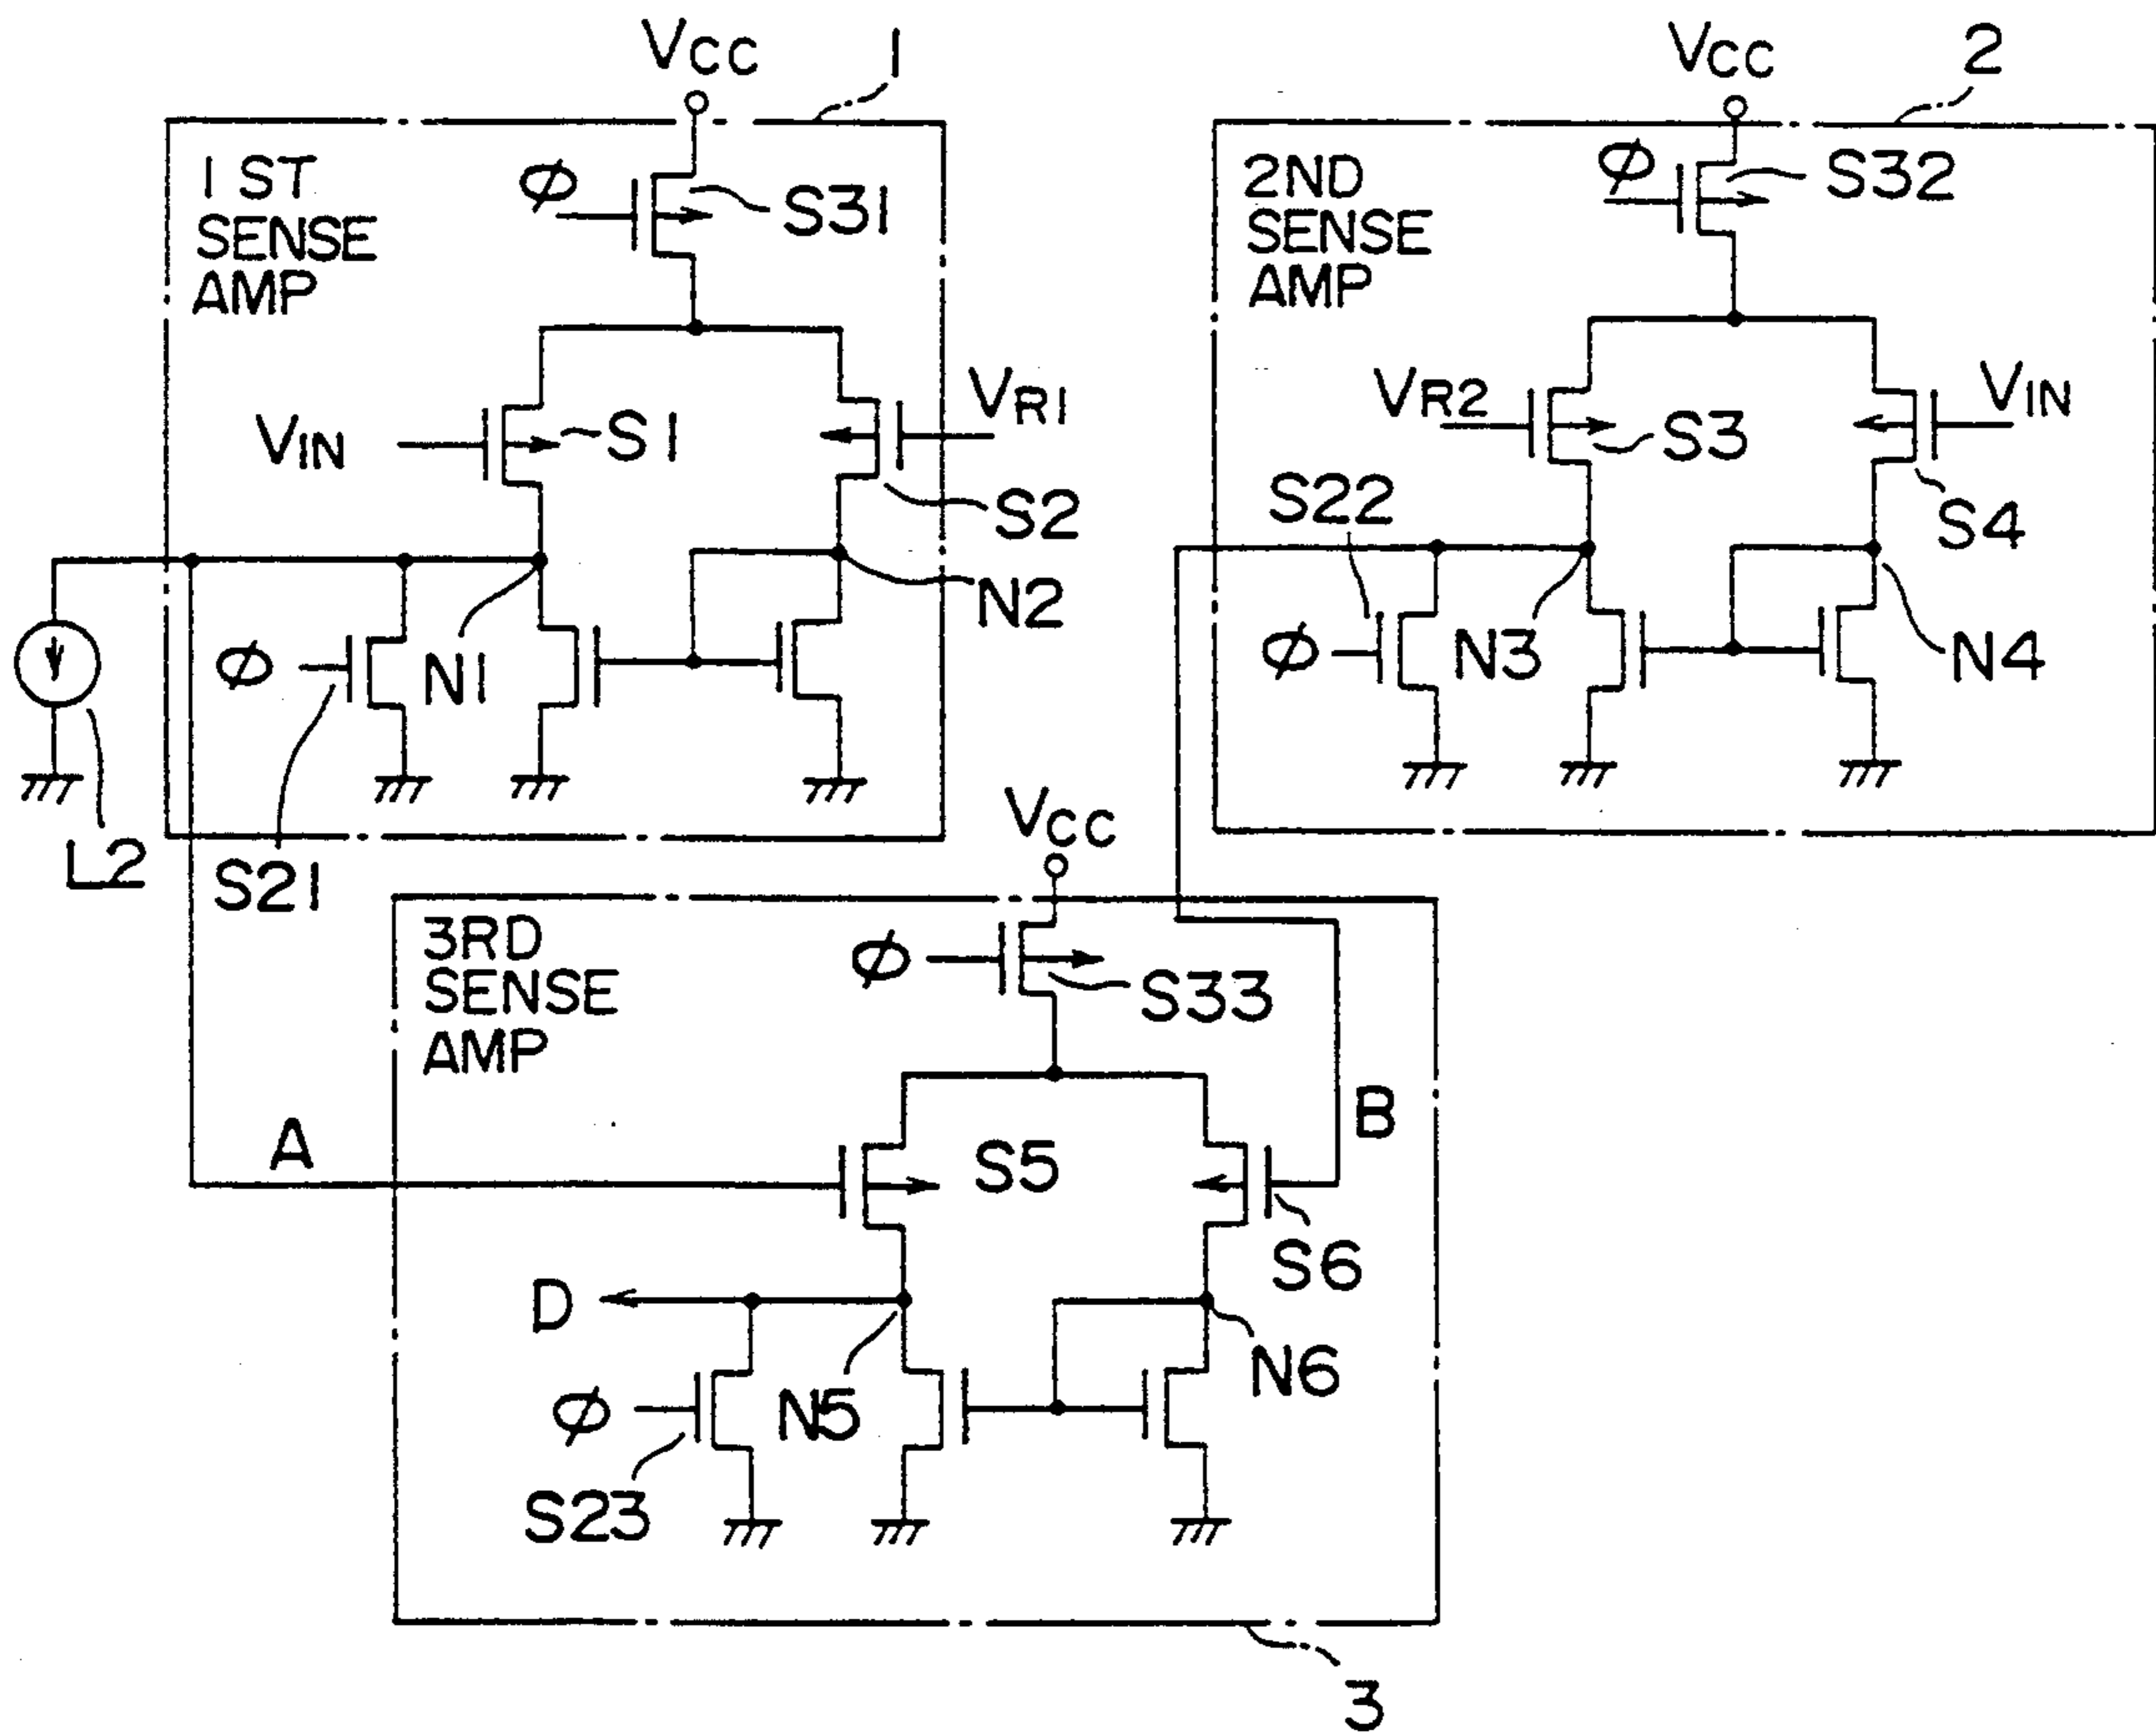 VCC
1
1 ST
SENSE
AMP
Φ
S31
VIN
S1
VR1
S2
N2
Φ
N1
L2
S21
VCC
2
2ND
SENSE
AMP
Φ
S32
VR2
S3
VIN
S4
S22
Φ
N3
N4
VCC
3RD
SENSE
AMP
Φ
S33
A
S5
B
S6
D
N6
Φ
N5
S23
3